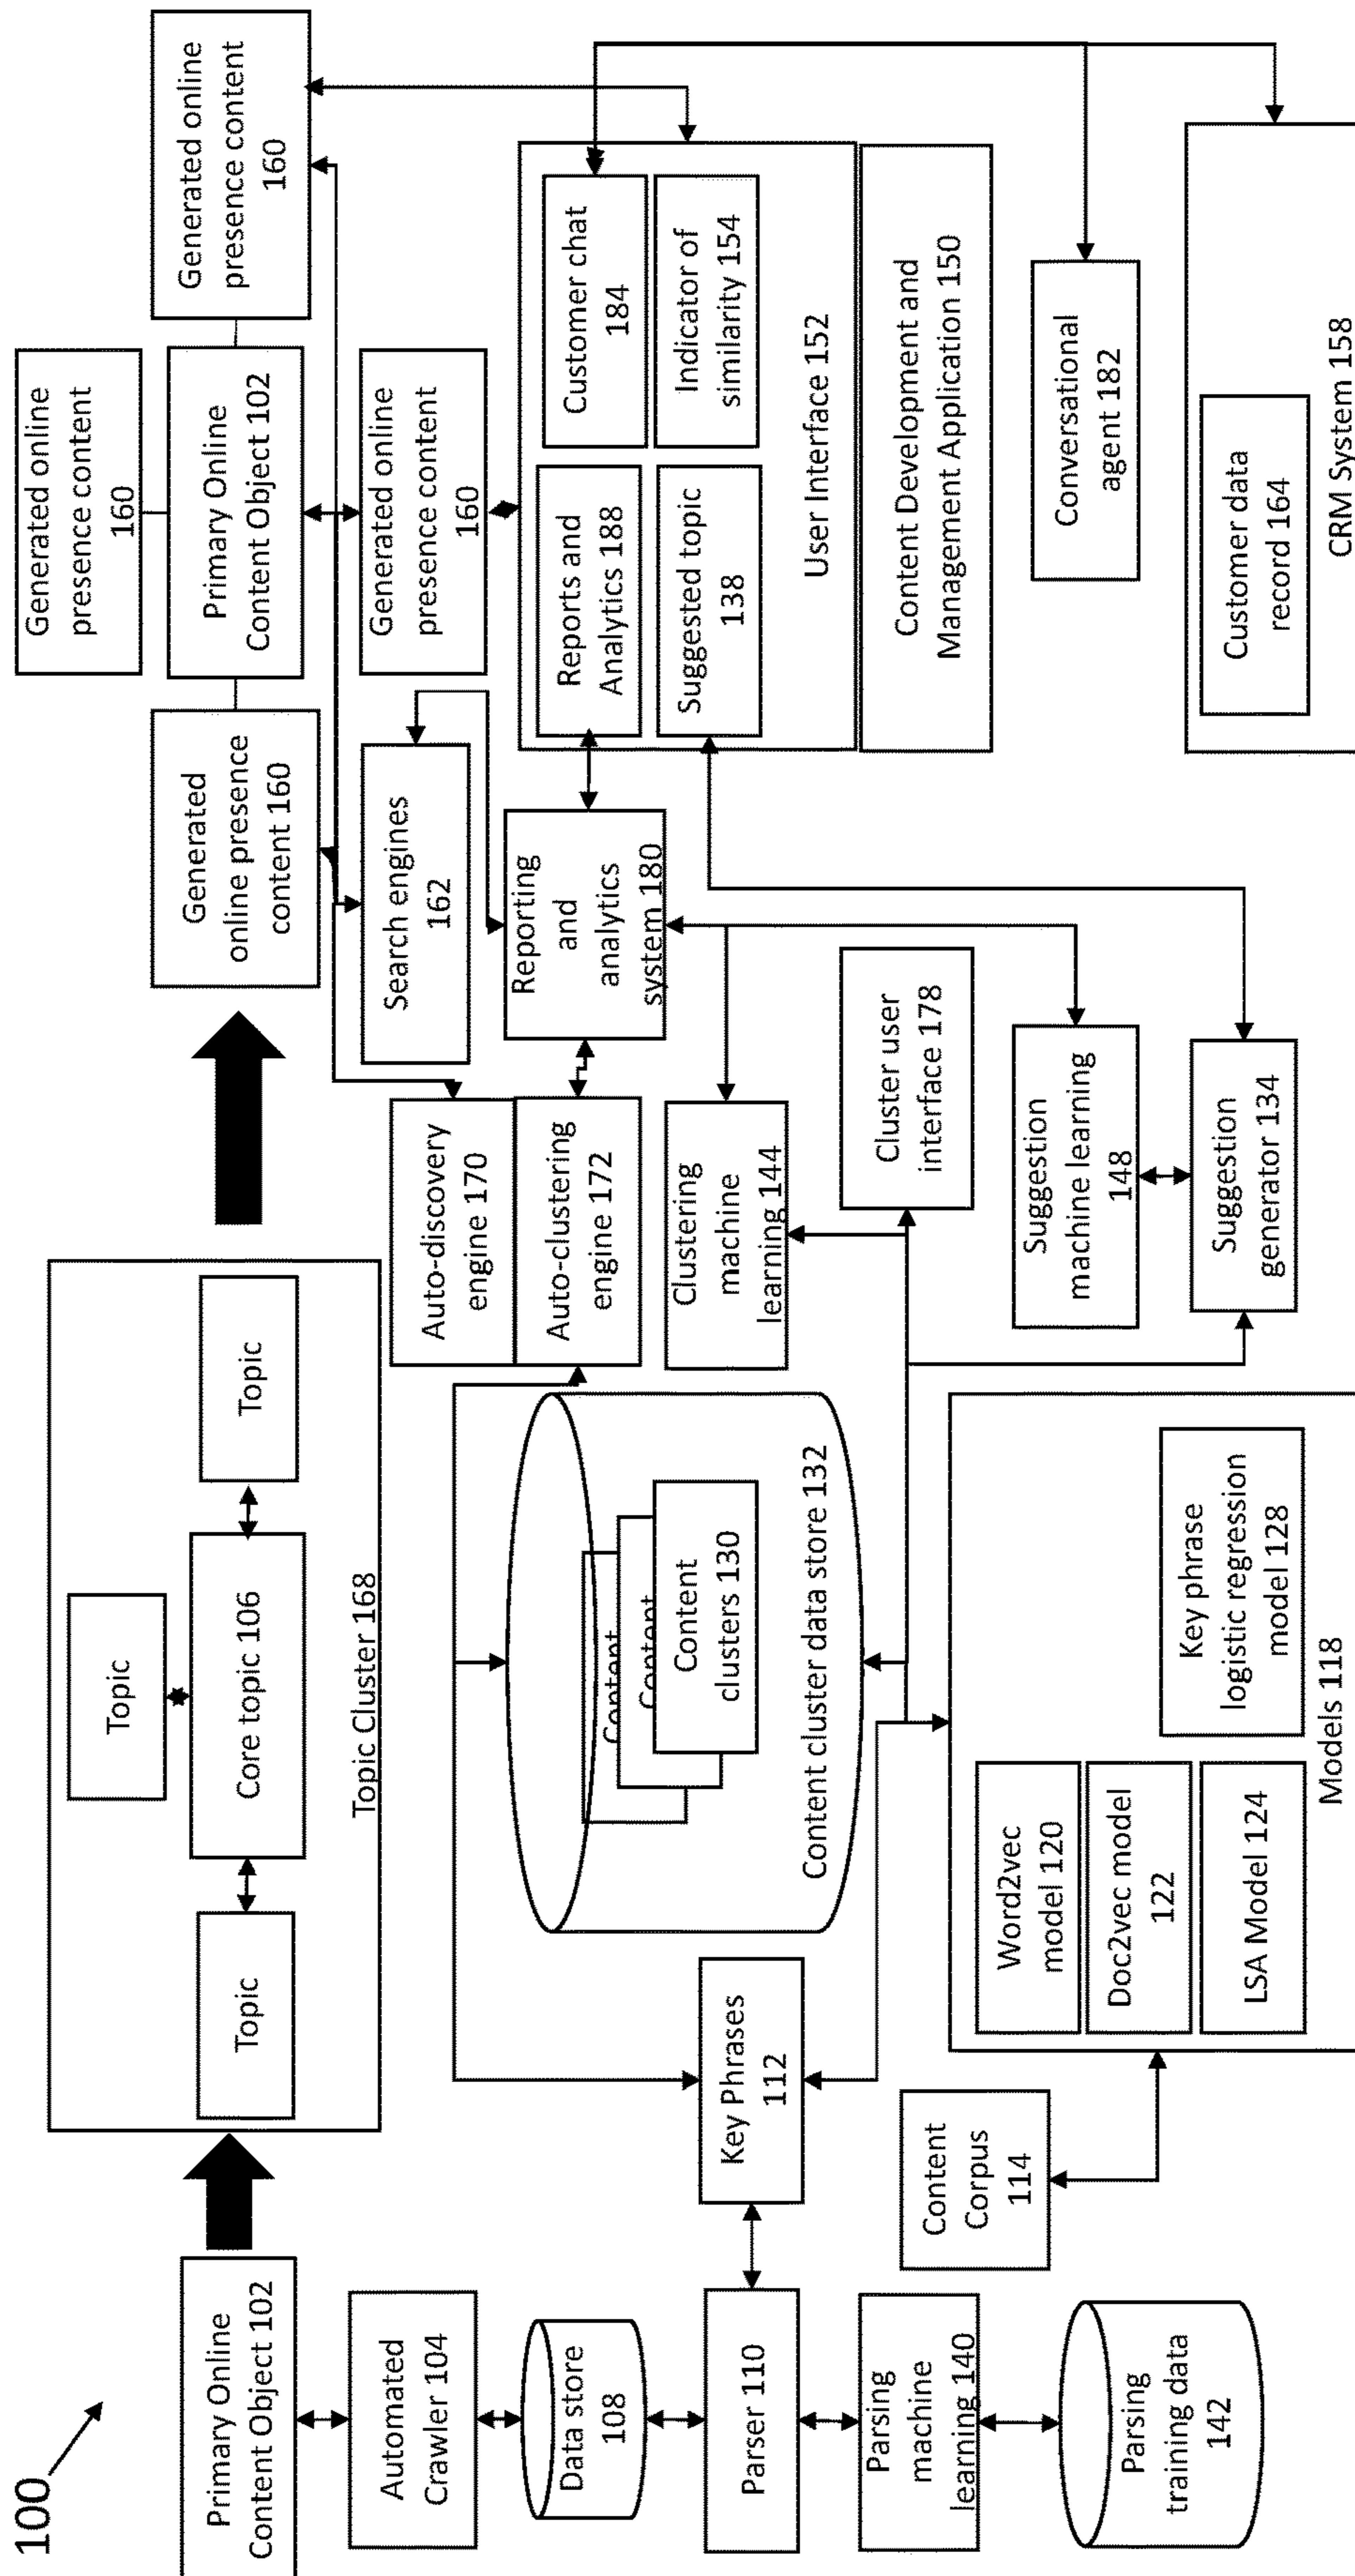 100
Primary Online
Content Object 102
Automated
Crawler 104
Data store
108
Parser 110
Parsing
machine
learning 140
Parsing
training data
142
Topic
Topic
Core topic 106
Topic
Topic Cluster 168
Key Phrases
112
Content
Corpus
114
Content
Content
Content
clusters 130
Content cluster data store 132
Word2vec
model 120
Doc2vec model
122
LSA Model 124
Key phrase
logistic regression
model 128
Models 118
Auto-discovery
engine 170
Auto-clustering
engine 172
Clustering
machine
learning 144
Cluster user
interface 178
Suggestion
machine learning
148
Suggestion
generator 134
Generated
online presence
content 160
Generated online
presence content
160
Primary Online
Content Object 102
Generated online
presence content
160
Generated online
presence content
160
Search engines
162
Reporting
and
analytics
system 180
Reports and
Analytics 188
Customer chat
184
Suggested topic
138
Indicator of
similarity 154
User Interface 152
Content Development and
Management Application 150
Conversational
agent 182
Customer data
record 164
CRM System 158